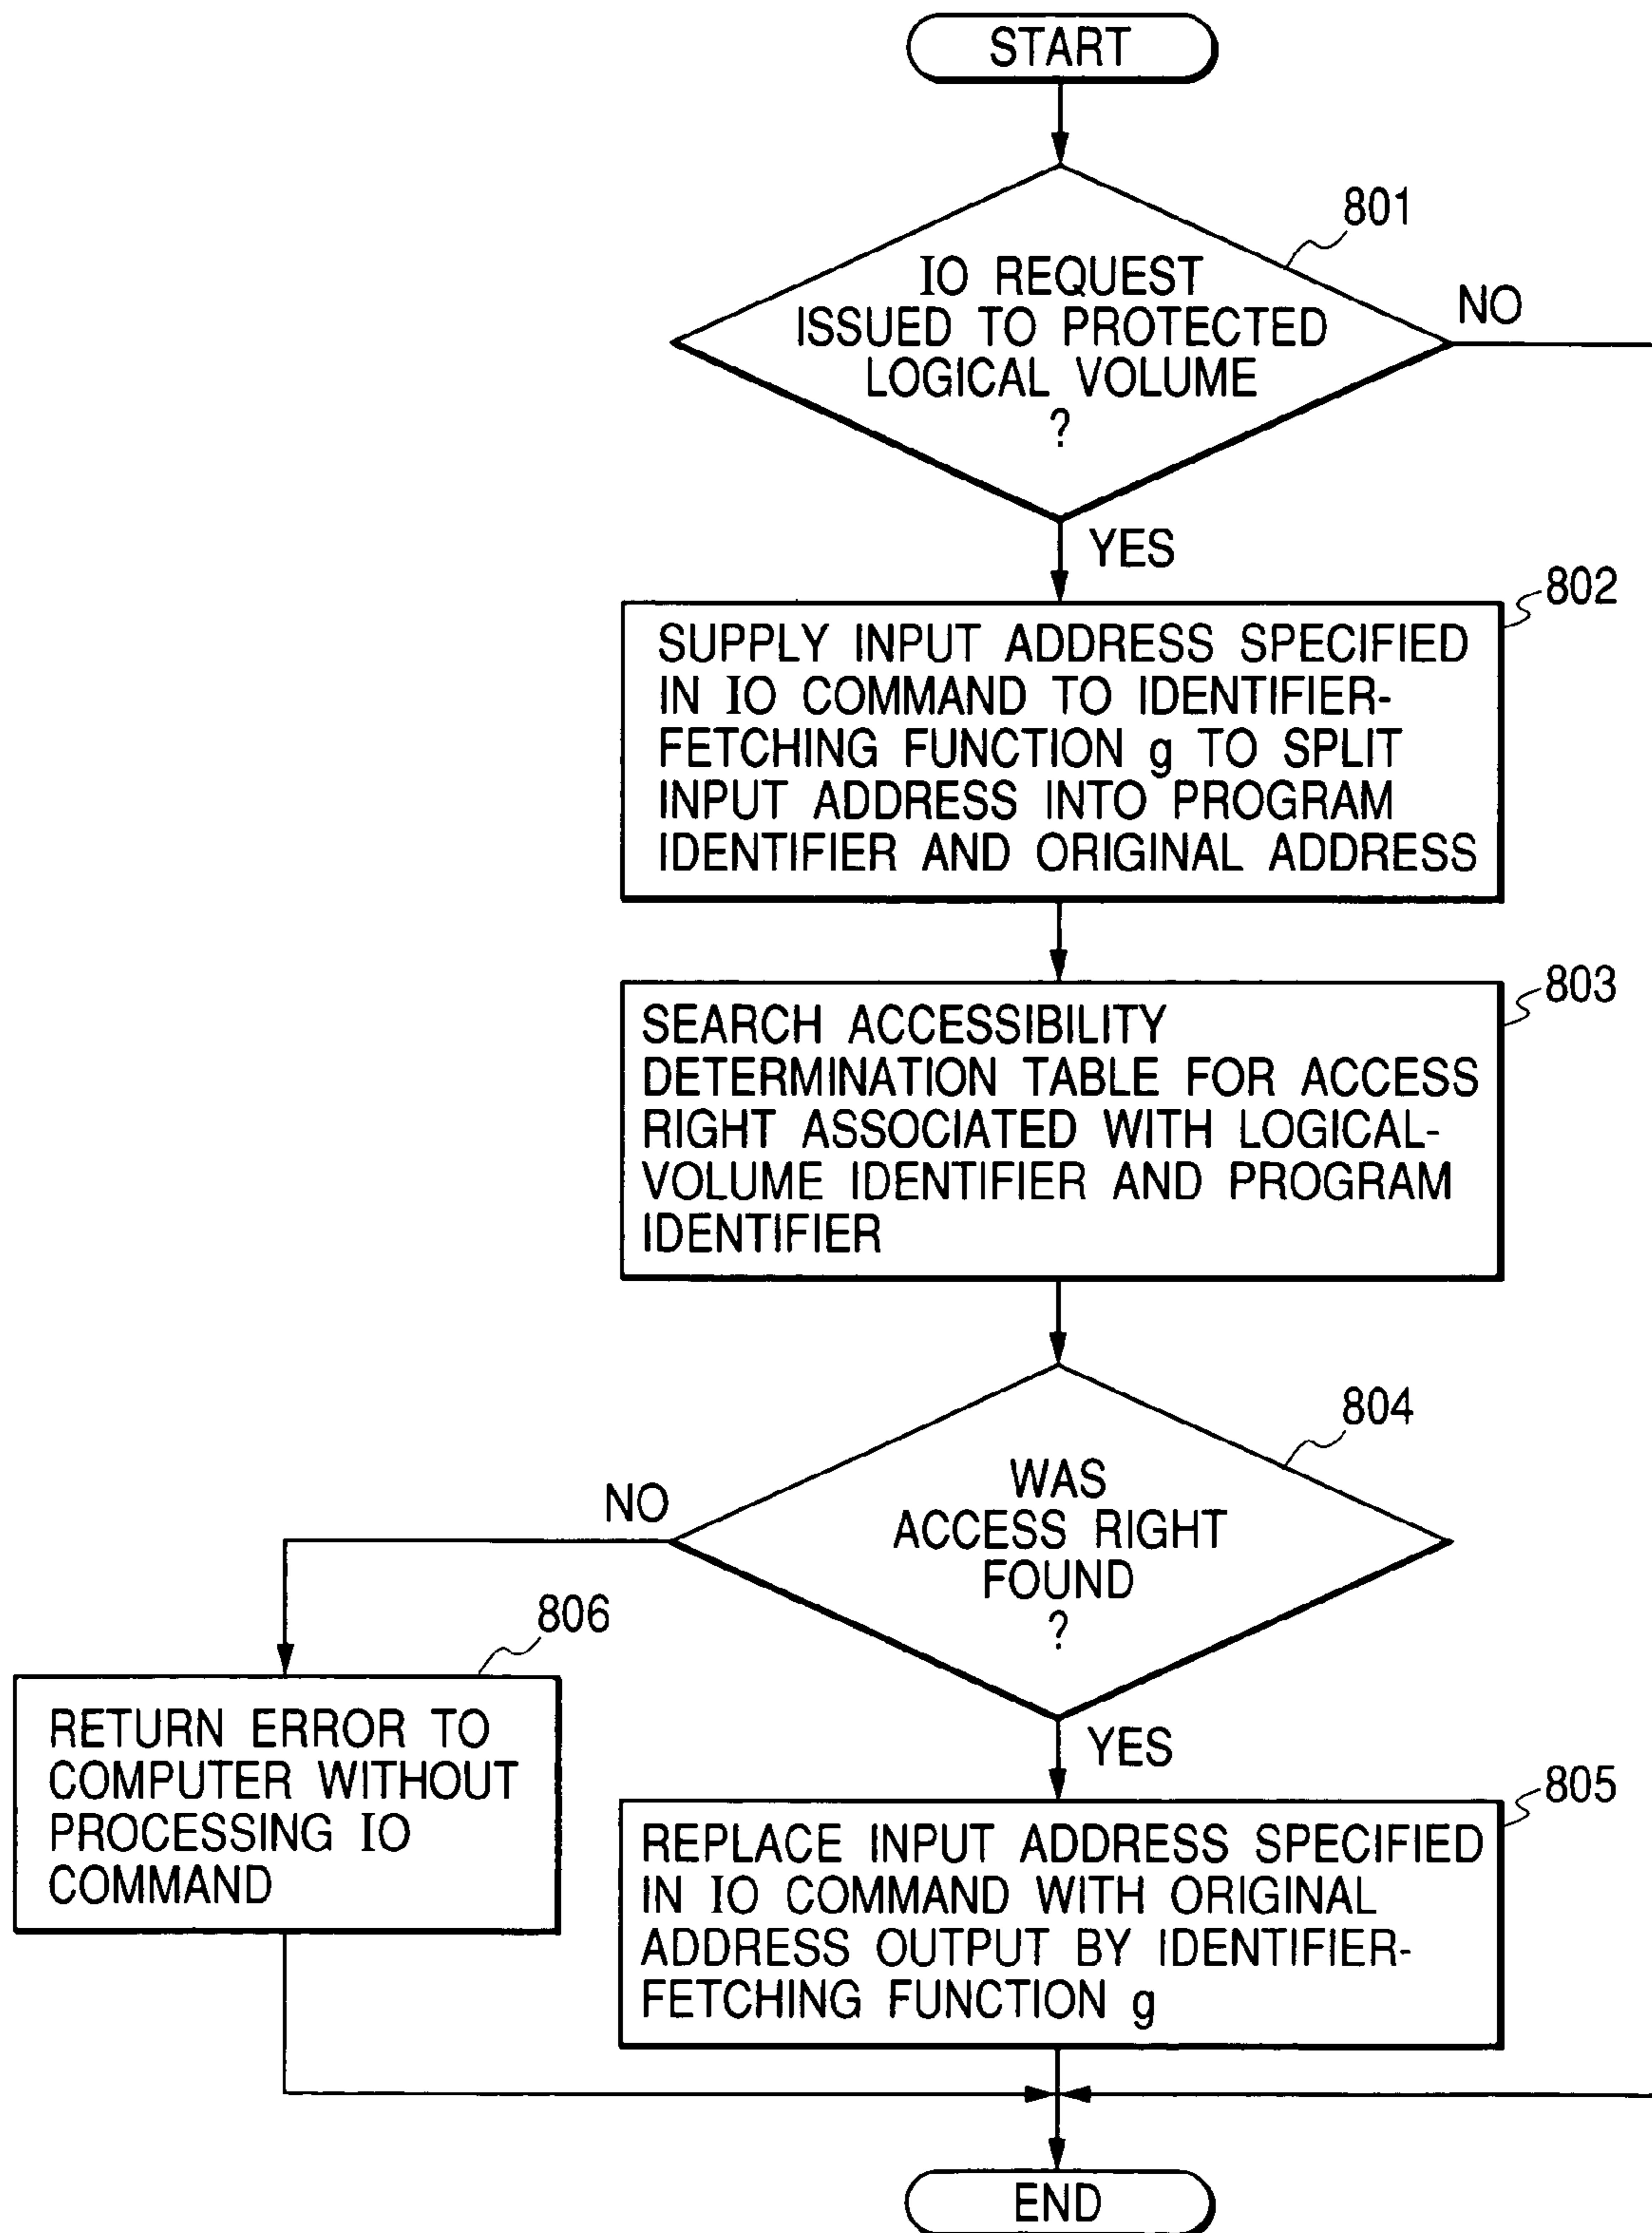 START
801
IO REQUEST
ISSUED TO PROTECTED
LOGICAL VOLUME
?
NO
YES
802
SUPPLY INPUT ADDRESS SPECIFIED
IN IO COMMAND TO IDENTIFIER-
FETCHING FUNCTION g TO SPLIT
INPUT ADDRESS INTO PROGRAM
IDENTIFIER AND ORIGINAL ADDRESS
803
SEARCH ACCESSIBILITY
DETERMINATION TABLE FOR ACCESS
RIGHT ASSOCIATED WITH LOGICAL-
VOLUME IDENTIFIER AND PROGRAM
IDENTIFIER
804
WAS
ACCESS RIGHT
FOUND
?
NO
806
RETURN ERROR TO
COMPUTER WITHOUT
PROCESSING IO
COMMAND
YES
805
REPLACE INPUT ADDRESS SPECIFIED
IN IO COMMAND WITH ORIGINAL
ADDRESS OUTPUT BY IDENTIFIER-
FETCHING FUNCTION g
END